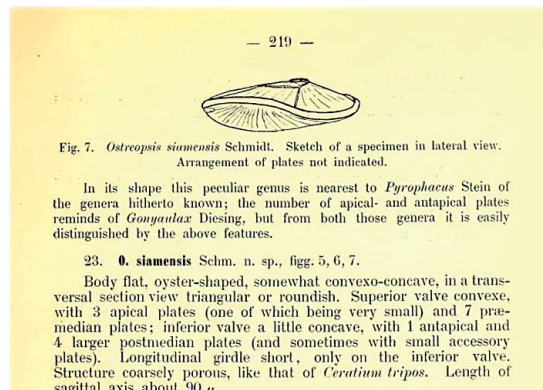 — 219 —
Fig. 7. Ostreopsis siamensis Schmidt. Sketch of a specimen in lateral view.
Arrangement of plates not indicated.
In its shape this peculiar genus is nearest to Pyrophacus Stein of
the genera hitherto known; the number of apical- and antapical plates
reminds of Gonyaulax Diesing, but from both those genera it is easily
distinguished by the above features.
23. O. siamensis Schm. n. sp., figg. 5, 6, 7.
Body flat, oyster-shaped, somewhat convexo-concave, in a trans-
versal section view triangular or roundish. Superior valve convexe,
with 3 apical plates (one of which being very small) and 7 præ-
median plates; inferior valve a little concave, with 1 antapical and
4 larger postmedian plates (and sometimes with small accessory
plates). Longitudinal girdle short, only on the inferior valve.
Structure coarsely porous, like that of Ceratium tripos. Length of
sagittal axis about 90 μ